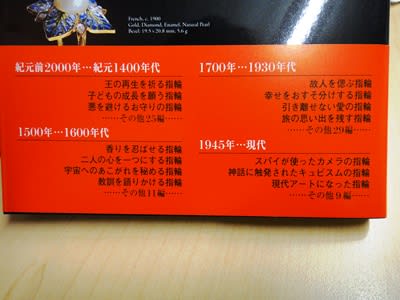 French, c. 1900
Gold, Diamond, Enamel, Natural Pearl
Bezel: 19.5 x 20.8 mm, 5.6 g
紀元前2000年…紀元1400年代
王の再生を祈る指輪
子どもの成長を願う指輪
悪を避けるお守りの指輪
……その他25編……
1500年…1600年代
香りを忍ばせる指輪
二人の心を一つにする指輪
宇宙へのあこがれを秘める指輪
教訓を語りかける指輪
……その他11編……
1700年…1930年代
故人を偲ぶ指輪
幸せをおすそ分けする指輪
引き離せない愛の指輪
旅の思い出を残す指輪
……その他29編……
1945年…現代
スパイが使ったカメラの指輪
神話に触発されたキュビスムの指輪
現代アートになった指輪
……その他9編……